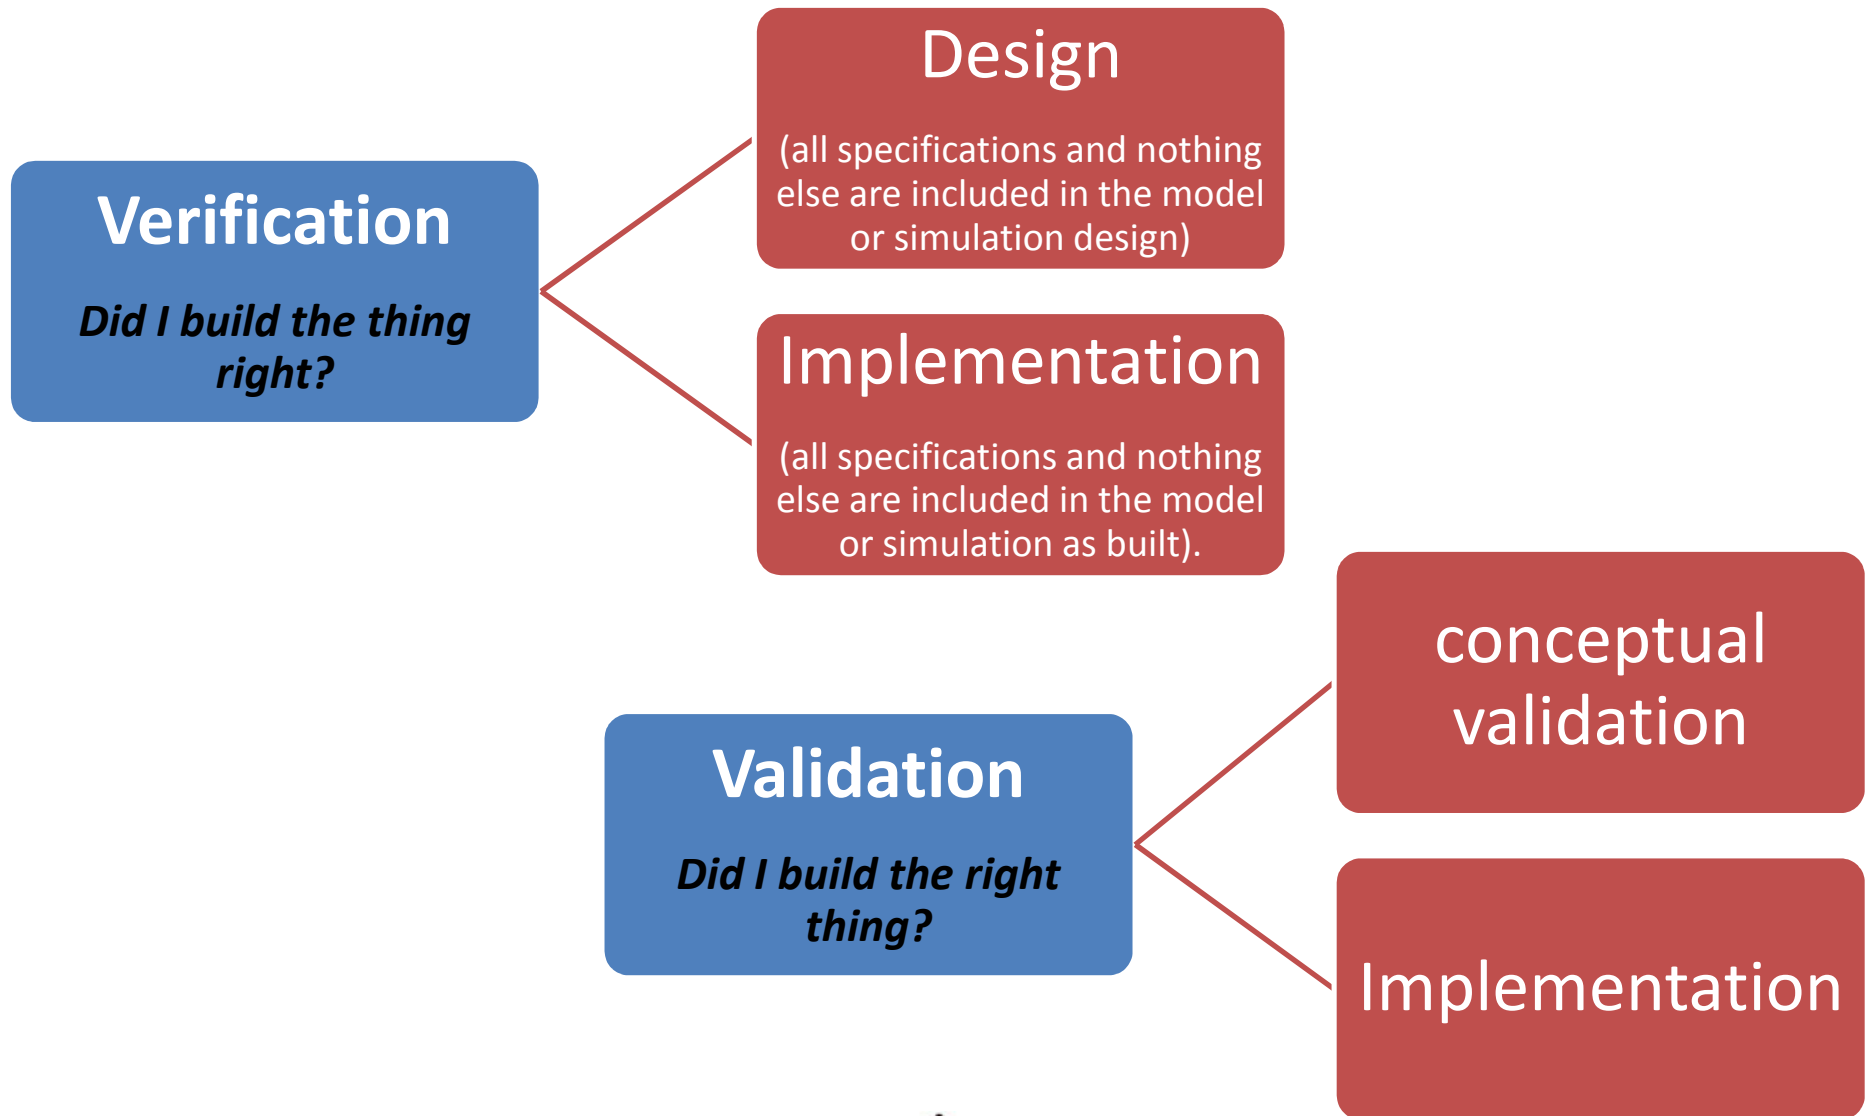 Verification
Did I build the thing
right?
Design
(all specifications and nothing
else are included in the model
or simulation design)
Implementation
(all specifications and nothing
else are included in the model
or simulation as built).
Validation
Did I build the right
thing?
conceptual
validation
Implementation